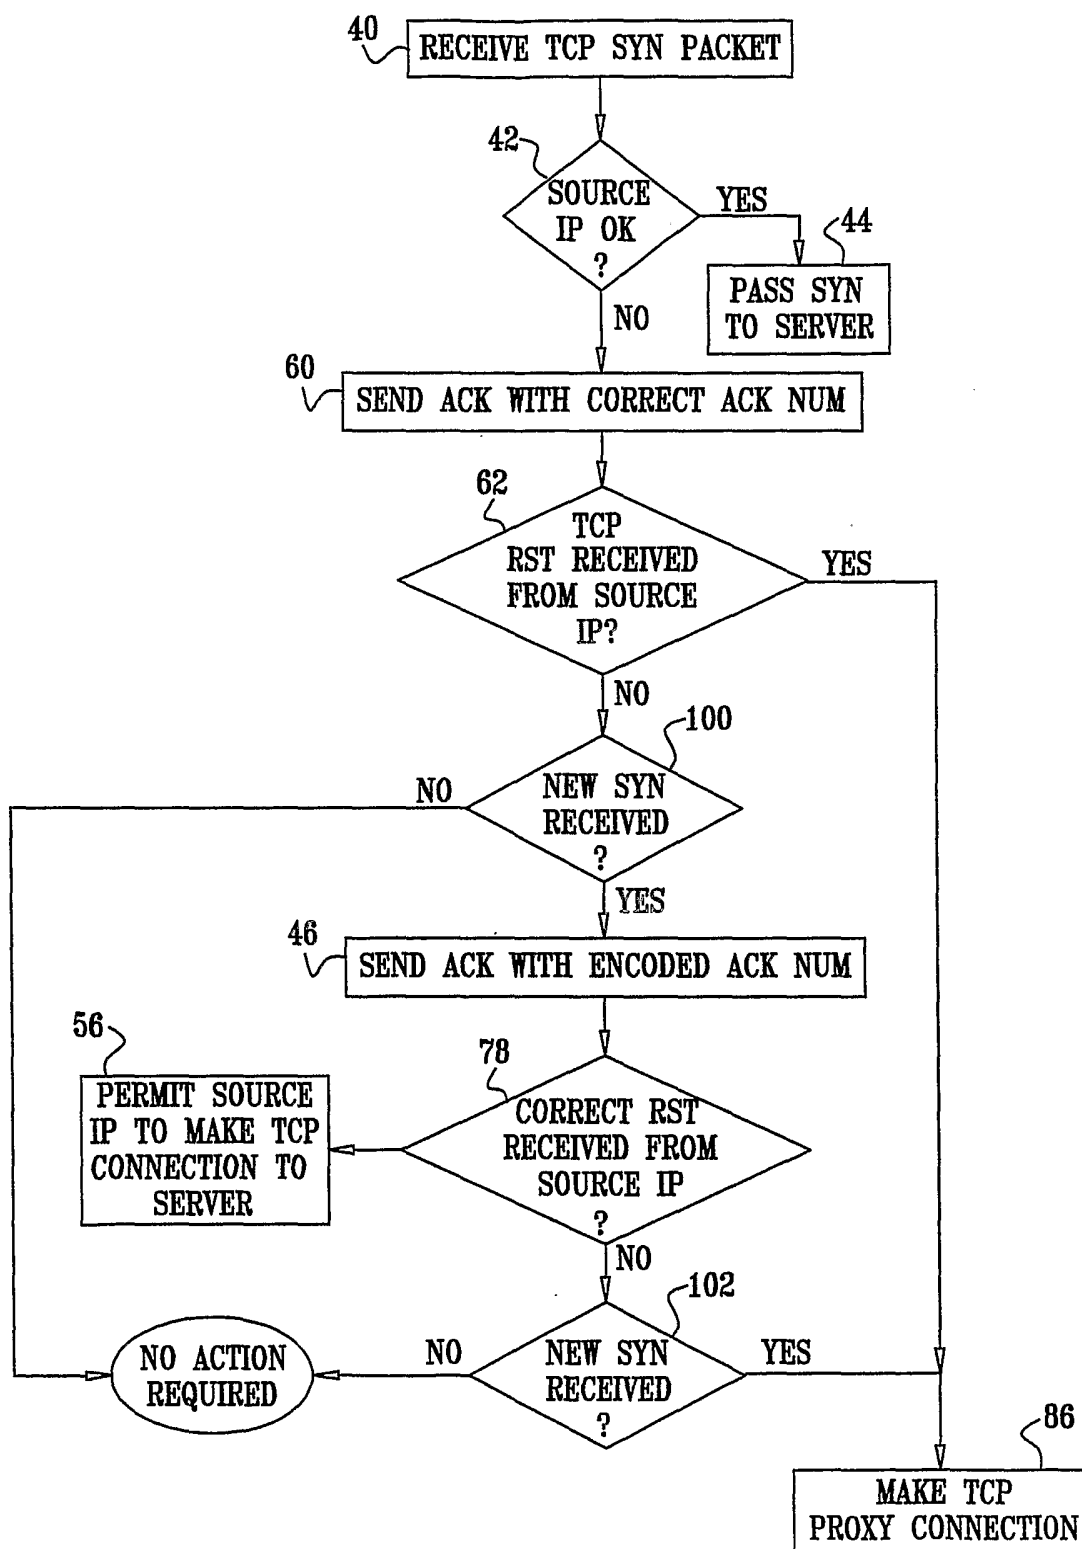 40
RECEIVE TCP SYN PACKET
42
SOURCE
IP OK
?
YES
44
PASS SYN
TO SERVER
NO
60
SEND ACK WITH CORRECT ACK NUM
62
TCP
RST RECEIVED
FROM SOURCE
IP?
YES
NO
100
NEW SYN
RECEIVED
?
NO
YES
46
SEND ACK WITH ENCODED ACK NUM
56
PERMIT SOURCE
IP TO MAKE TCP
CONNECTION TO
SERVER
78
CORRECT RST
RECEIVED FROM
SOURCE IP
?
NO
102
NEW SYN
RECEIVED
?
NO
YES
NO ACTION
REQUIRED
86
MAKE TCP
PROXY CONNECTION